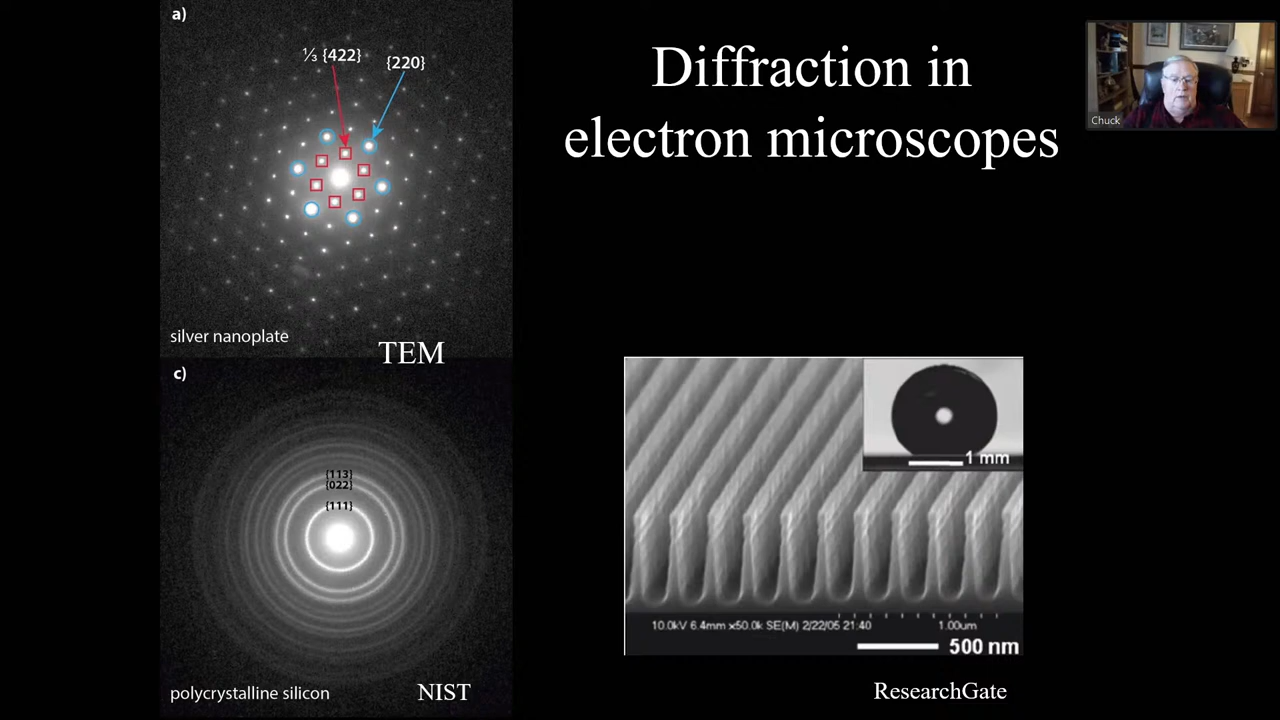 a)
⅓ {422}
{220}
silver nanoplate
TEM
c)
{113}
{022}
{111}
polycrystalline silicon
NIST
Diffraction in
electron microscopes
Chuck
1 mm
10.0kV 6.4mm x50.0k SE(M) 2/22/05 21:40 1.00um
500 nm
ResearchGate